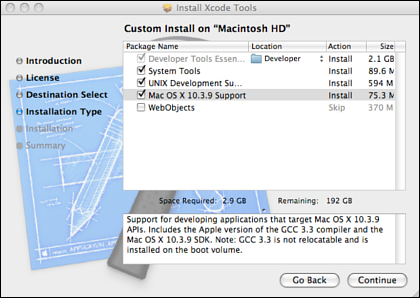 Install Xcode Tools
Custom Install on “Macintosh HD”
Introduction
License
Destination Select
Installation Type
Installation
Summary
Package Name Location Action Size
Developer Tools Essen... Developer Install 2.1 GB
System Tools Install 89.6 M
UNIX Development Su... Install 594 M
Mac OS X 10.3.9 Support Install 75.3 M
WebObjects Skip 370 M
Space Required: 2.9 GB Remaining: 192 GB
Support for developing applications that target Mac OS X 10.3.9
APIs. Includes the Apple version of the GCC 3.3 compiler and the
Mac OS X 10.3.9 SDK. Note: GCC 3.3 is not relocatable and is
installed on the boot volume.
Go Back Continue